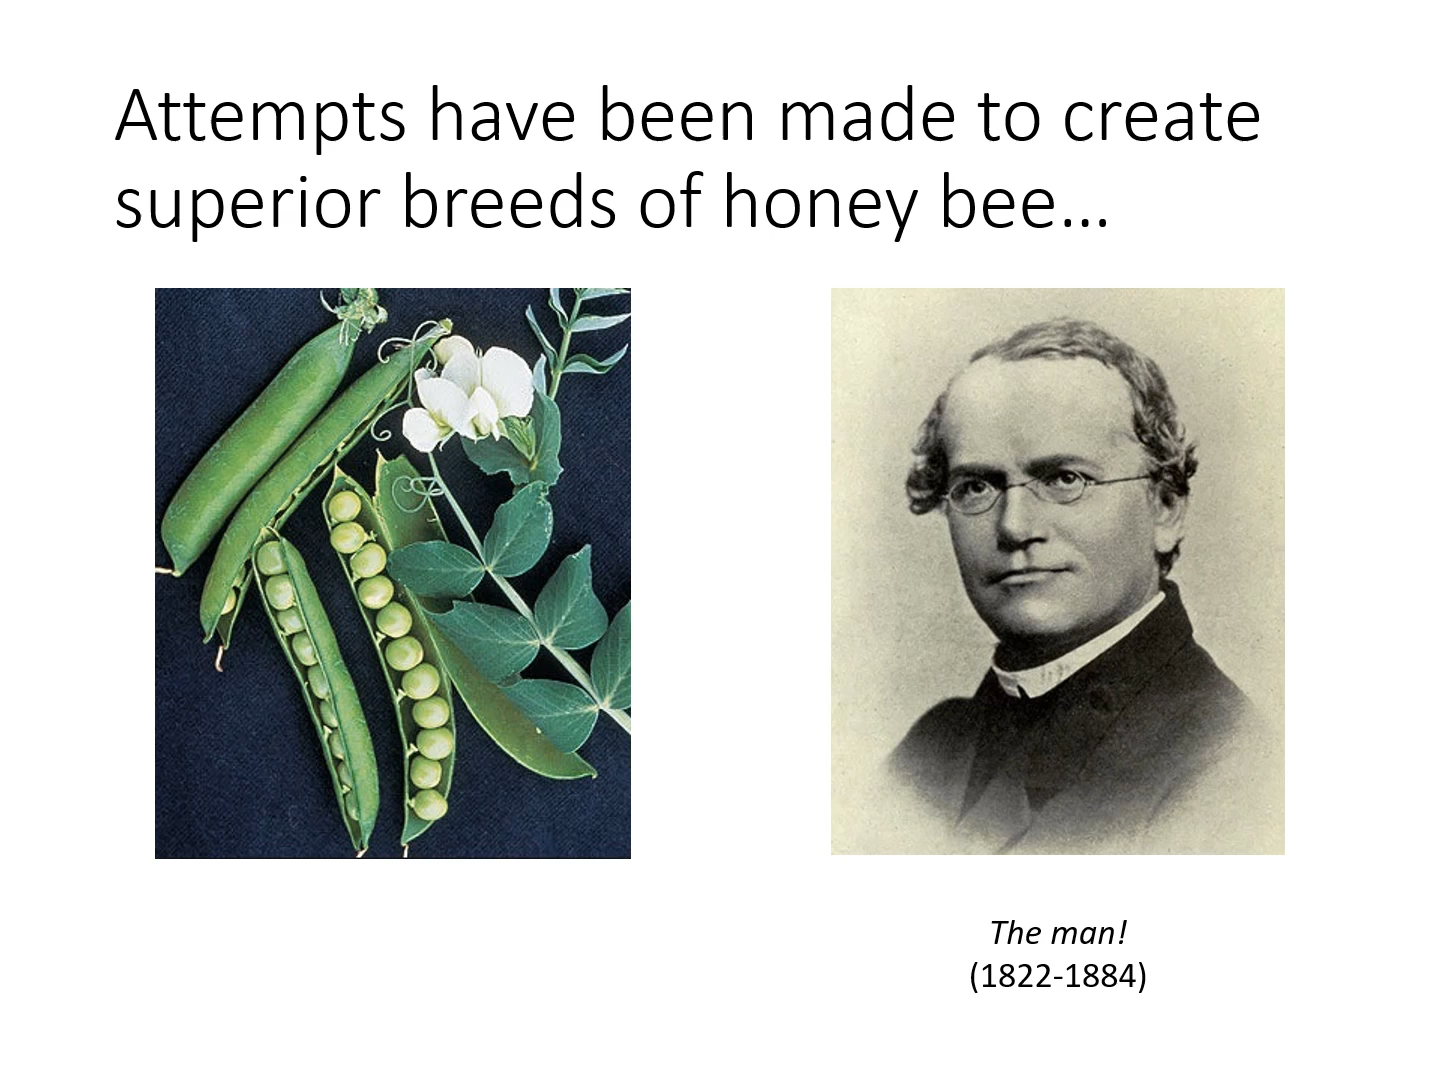 Attempts have been made to create
superior breeds of honey bee…
The man!
(1822-1884)